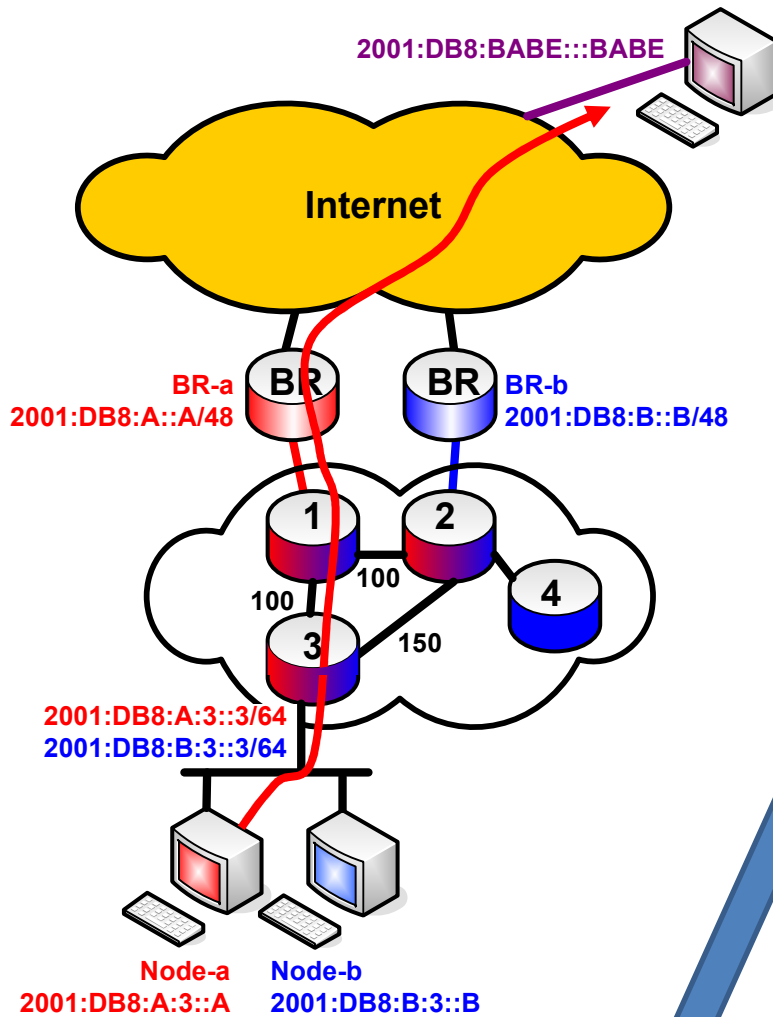 2001:DB8:BABE:::BABE
Internet
BR
BR
BR-a
2001:DB8:A::A/48
BR-b
2001:DB8:B::B/48
1
2
100
4
100
3
150
2001:DB8:A:3::3/64
2001:DB8:B:3::3/64
Node-a
2001:DB8:A:3::A
Node-b
2001:DB8:B:3::B